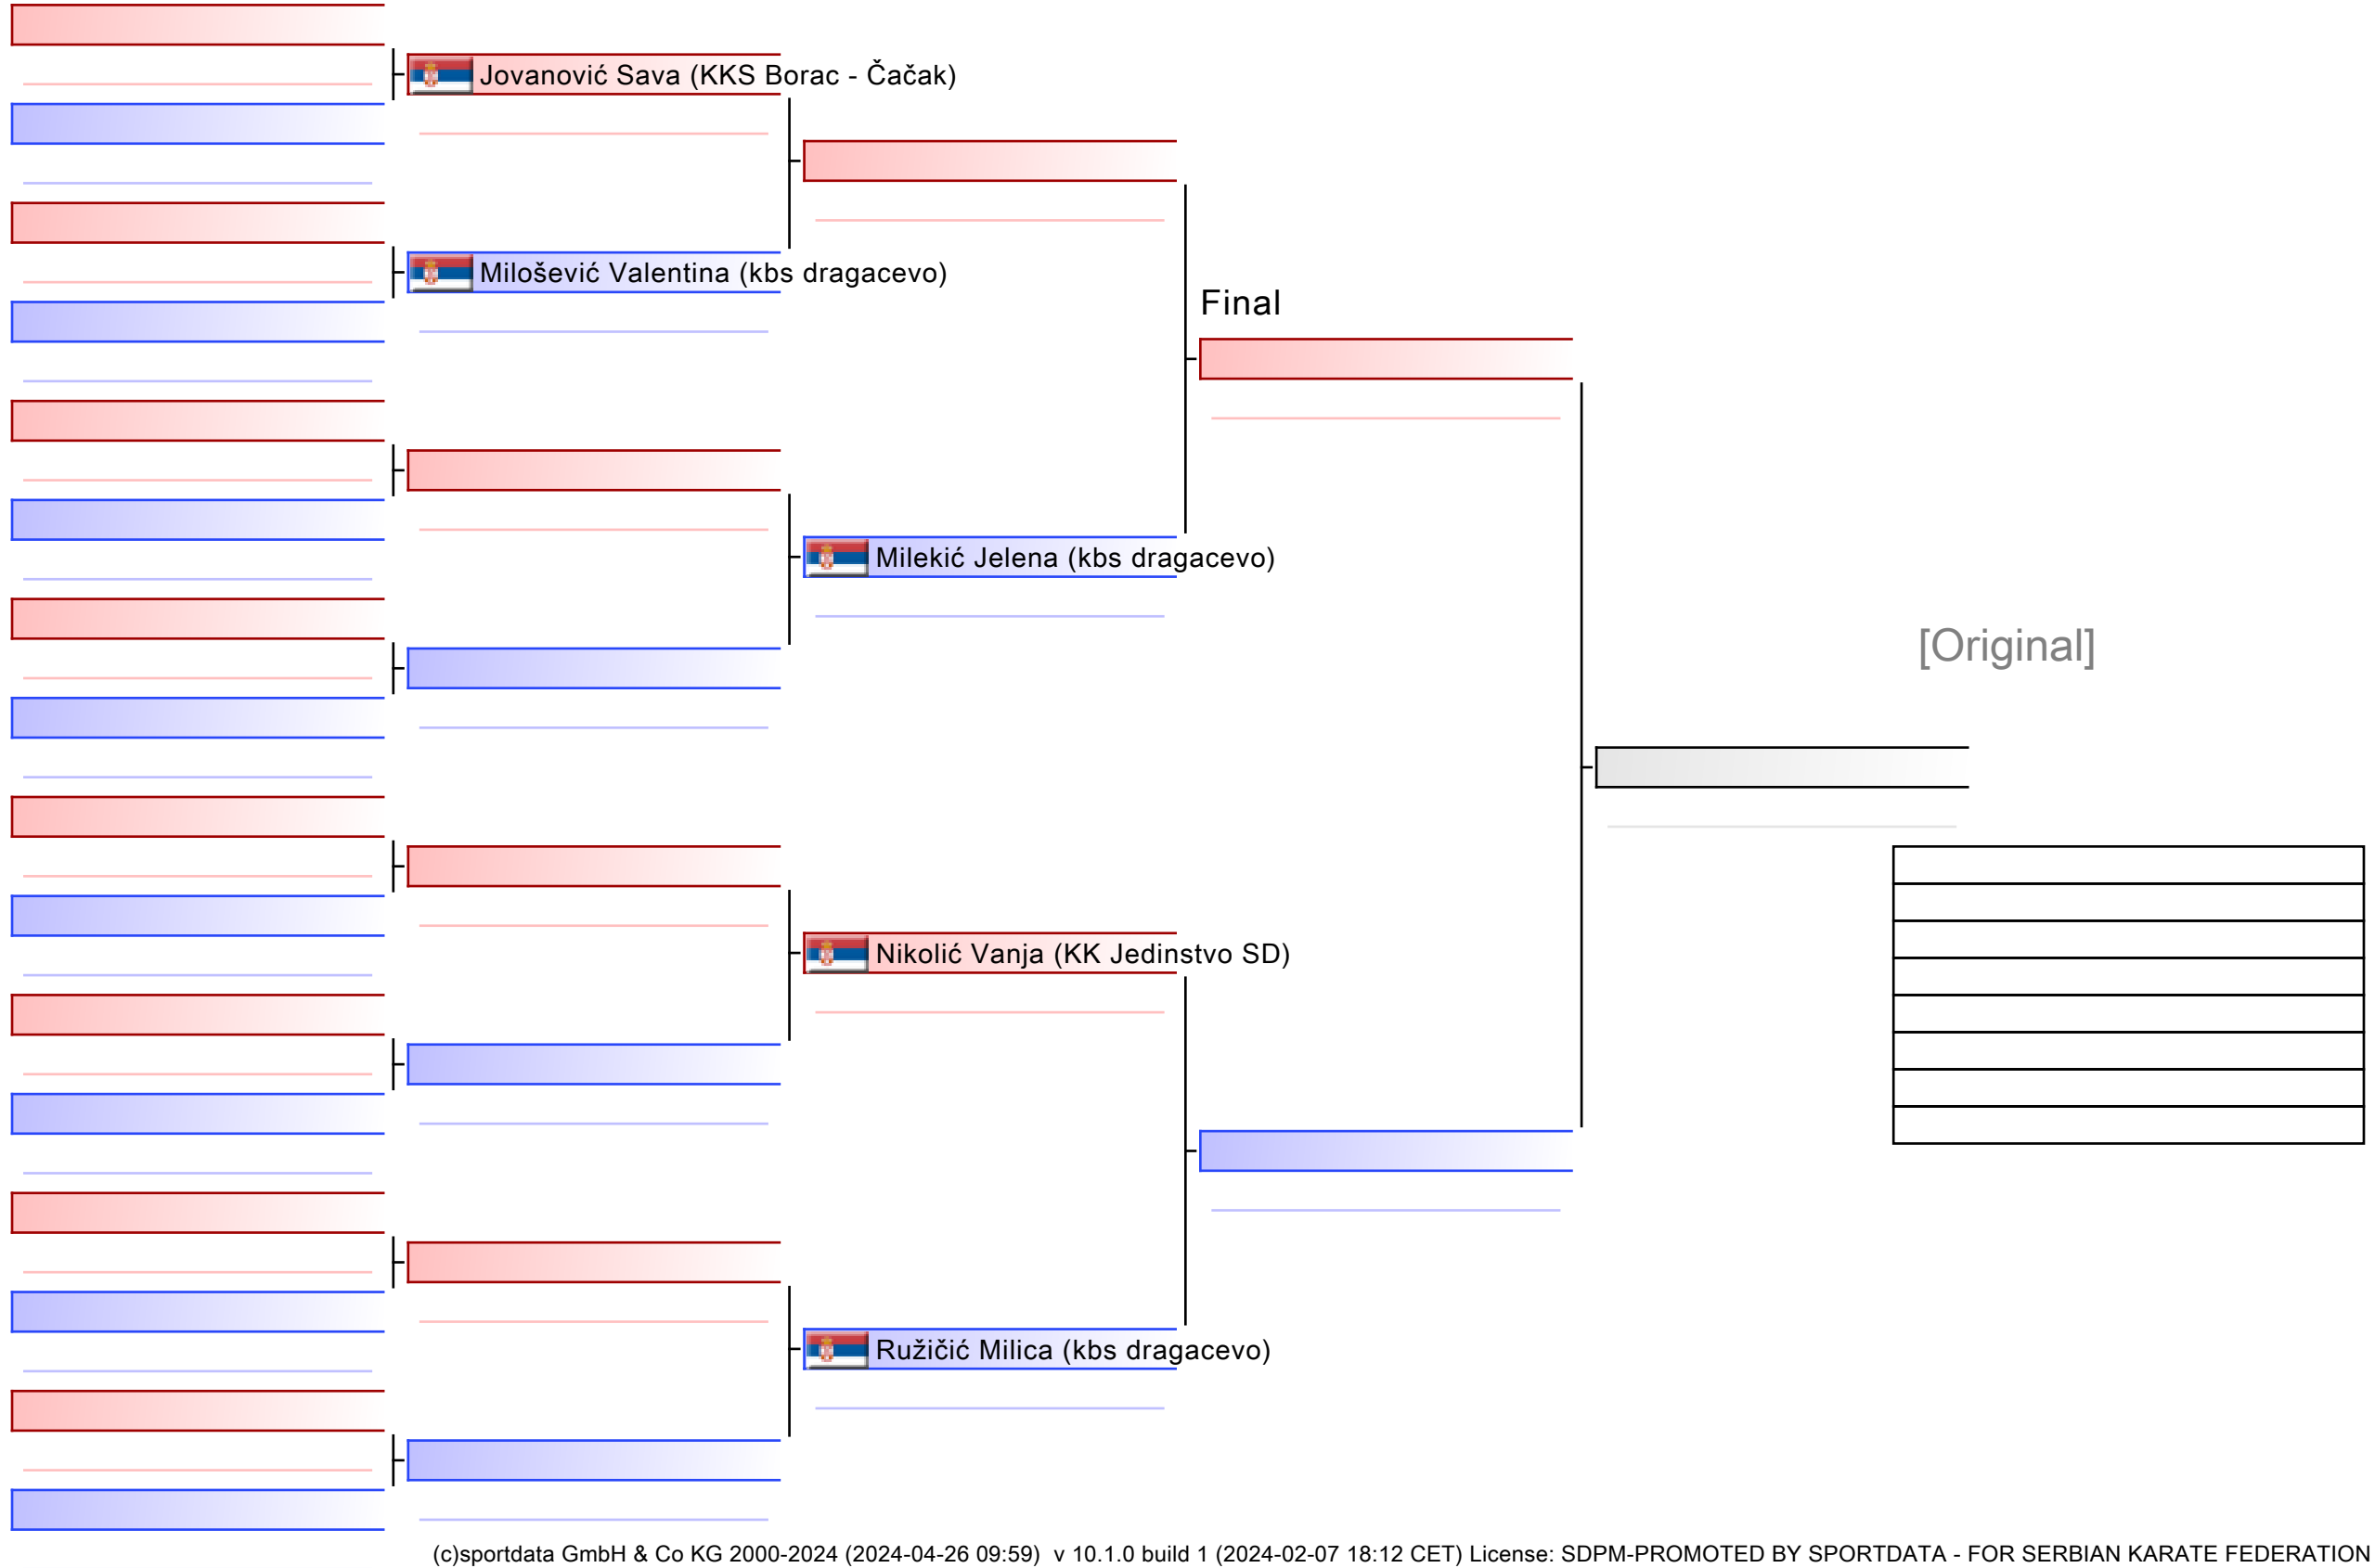 Jovanović Sava (KKS Borac - Čačak)
Milošević Valentina (kbs dragacevo)
Final
Milekić Jelena (kbs dragacevo)
[Original]
Nikolić Vanja (KK Jedinstvo SD)
Ružičić Milica (kbs dragacevo)
(c)sportdata GmbH & Co KG 2000-2024 (2024-04-26 09:59) v 10.1.0 build 1 (2024-02-07 18:12 CET) License: SDPM-PROMOTED BY SPORTDATA - FOR SERBIAN KARATE FEDERATION